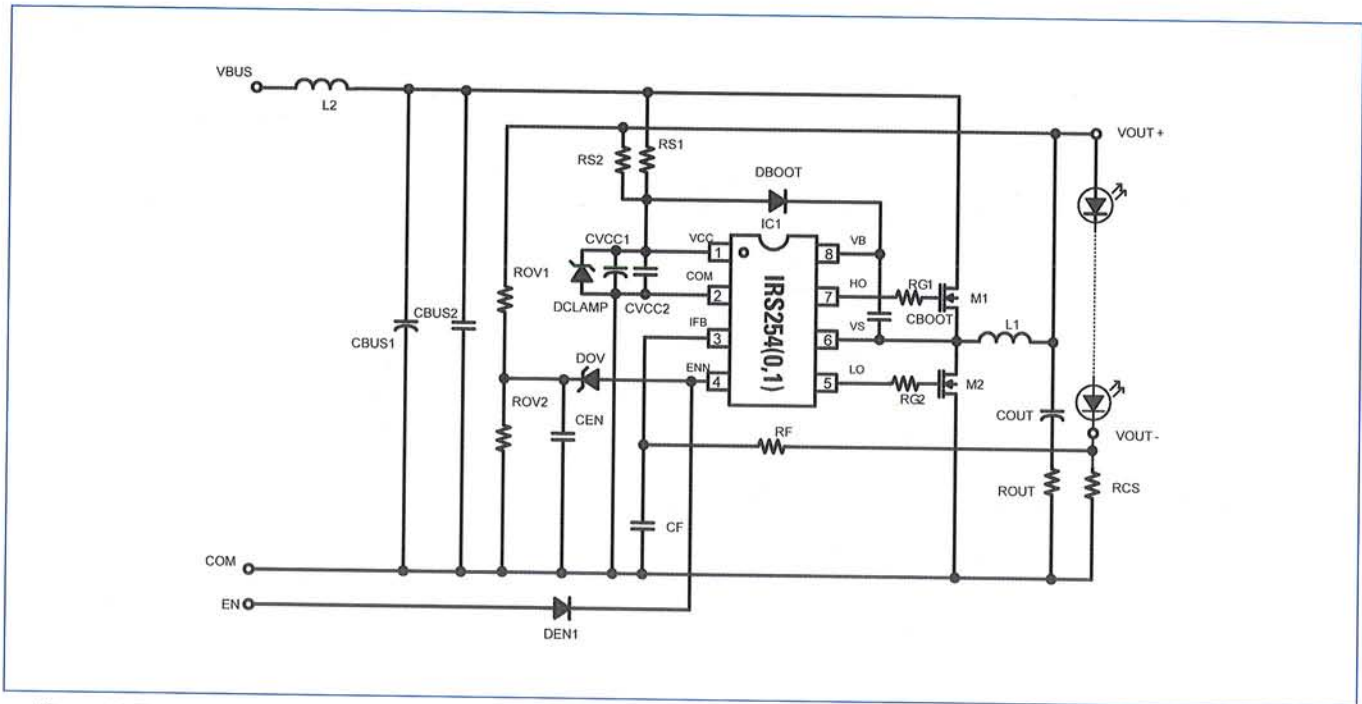 VBUS
L2
VOUT +
RS2
RS1
DBOOT
IC1
CVCC1
VCC
1
8
VB
ROV1
COM
2
7
HO
RG1
M1
DCLAMP
CVCC2
CBOOT
CBUS2
IRS254(0,1)
L1
CBUS1
IFB
3
6
VS
DOV
ENN
4
5
LO
RG2
M2
ROV2
CEN
COUT
RF
VOUT -
ROUT
RCS
CF
COM
EN
DEN1